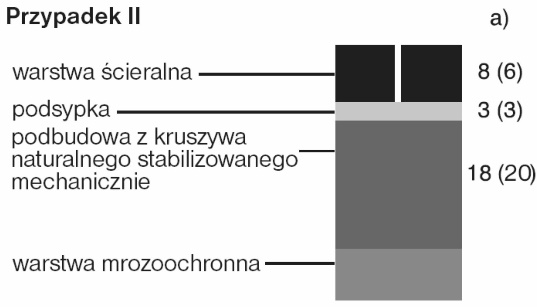 Przypadek II
a)
warstwa ścieralna
8 (6)
podsypka
3 (3)
podbudowa z kruszywa
naturalnego stabilizowanego
mechanicznie
18 (20)
warstwa mrozoochronna